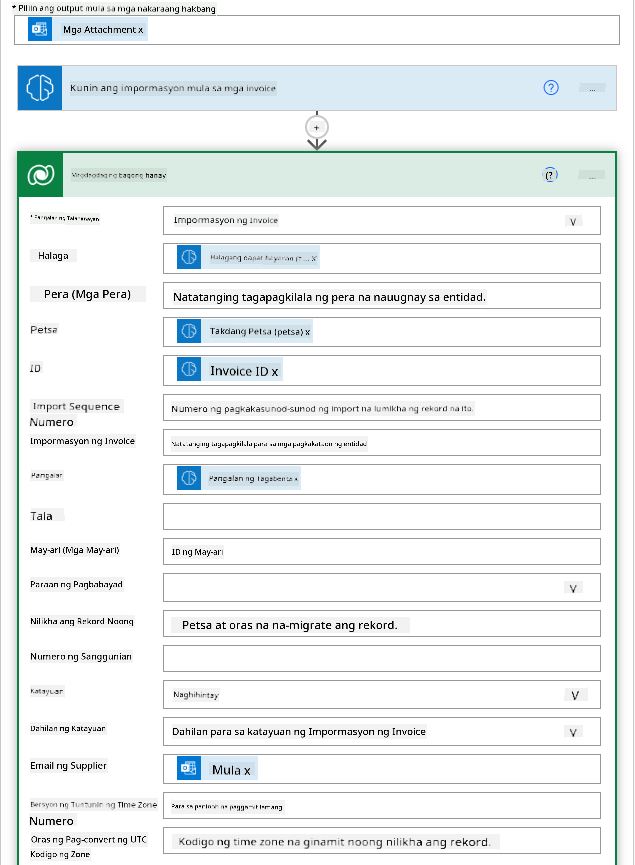 * Piliin ang output mula sa mga nakaraang hakbang
Mga Attachment x
Kunin ang impormasyon mula sa mga invoice
? ...
+
Magdagdag ng bagong hanay
(? ...
* Pangalan ng Talahanayan
Impormasyon ng Invoice
V
Halaga
Halagang dapat bayaran (t... X
Pera (Mga Pera)
Natatanging tagapagkilala ng pera na nauugnay sa entidad.
Petsa
Takdang Petsa (petsa) x
ID
Invoice ID x
Import Sequence
Numero
Numero ng pagkakasunod-sunod ng import na lumikha ng rekord na ito.
Impormasyon ng Invoice
Natatanging tagapagkilala para sa mga pagkakataon ng entidad
Pangalan
Pangalan ng Tagabenta x
Tala
May-ari (Mga May-ari)
ID ng May-ari
Paraan ng Pagbabayad
V
Nilikha ang Rekord Noong
Petsa at oras na na-migrate ang rekord.
Numero ng Sanggunian
Katayuan
Naghihintay
V
Dahilan ng Katayuan
Dahilan para sa katayuan ng Impormasyon ng Invoice
V
Email ng Supplier
Mula x
Bersyon ng Tuntunin ng Time Zone
Numero
Para sa panloob na paggamit lamang.
Oras ng Pag-convert ng UTC
Kodigo ng Zone
Kodigo ng time zone na ginamit noong nilikha ang rekord.